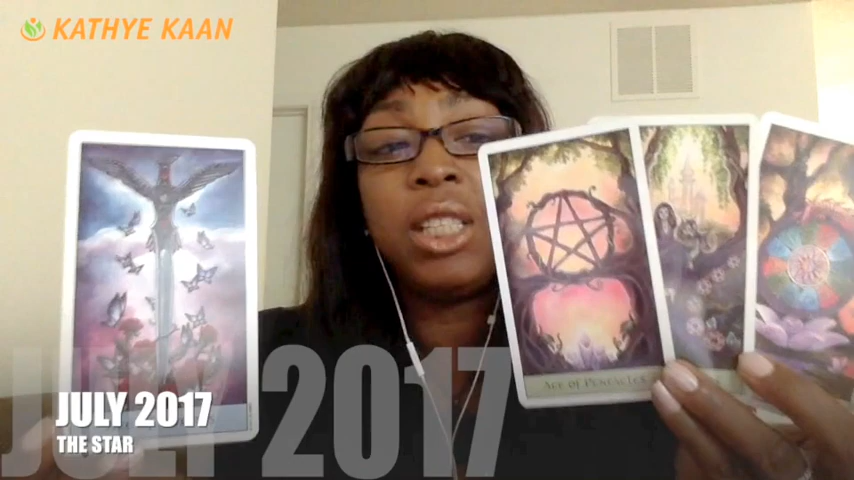 KATHYE KAAN
ACE OF PENTACLES
JULY 2017
JULY 2017
THE STAR